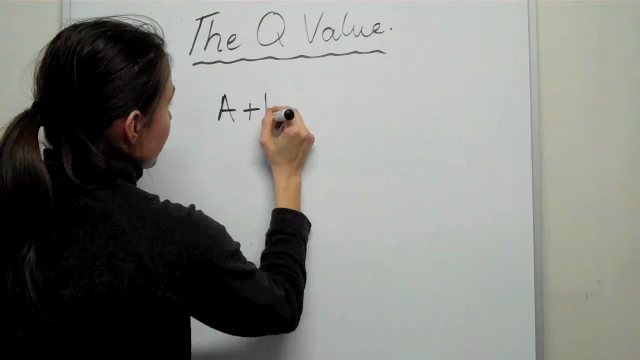 The Q Value.
A +